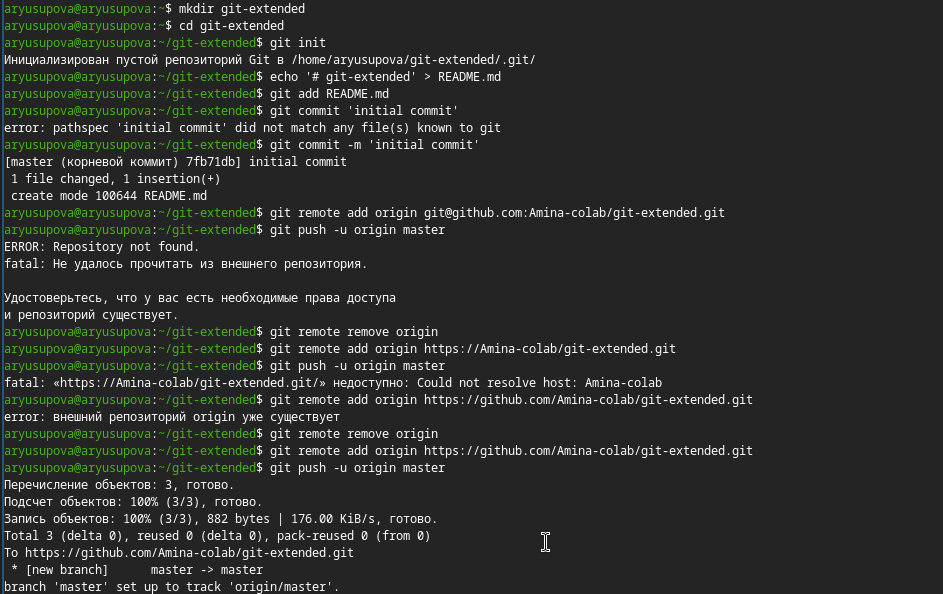 aryusupova@aryusupova:~$ mkdir git-extended
aryusupova@aryusupova:~$ cd git-extended
aryusupova@aryusupova:~/git-extended$ git init
Инициализирован пустой репозиторий Git в /home/aryusupova/git-extended/.git/
aryusupova@aryusupova:~/git-extended$ echo '# git-extended' > README.md
aryusupova@aryusupova:~/git-extended$ git add README.md
aryusupova@aryusupova:~/git-extended$ git commit 'initial commit'
error: pathspec 'initial commit' did not match any file(s) known to git
aryusupova@aryusupova:~/git-extended$ git commit -m 'initial commit'
[master (корневой коммит) 7fb71db] initial commit
 1 file changed, 1 insertion(+)
 create mode 100644 README.md
aryusupova@aryusupova:~/git-extended$ git remote add origin git@github.com:Amina-colab/git-extended.git
aryusupova@aryusupova:~/git-extended$ git push -u origin master
ERROR: Repository not found.
fatal: Не удалось прочитать из внешнего репозитория.

Удостоверьтесь, что у вас есть необходимые права доступа
и репозиторий существует.
aryusupova@aryusupova:~/git-extended$ git remote remove origin
aryusupova@aryusupova:~/git-extended$ git remote add origin https://Amina-colab/git-extended.git
aryusupova@aryusupova:~/git-extended$ git push -u origin master
fatal: «https://Amina-colab/git-extended.git/» недоступно: Could not resolve host: Amina-colab
aryusupova@aryusupova:~/git-extended$ git remote add origin https://github.com/Amina-colab/git-extended.git
error: внешний репозиторий origin уже существует
aryusupova@aryusupova:~/git-extended$ git remote remove origin
aryusupova@aryusupova:~/git-extended$ git remote add origin https://github.com/Amina-colab/git-extended.git
aryusupova@aryusupova:~/git-extended$ git push -u origin master
Перечисление объектов: 3, готово.
Подсчет объектов: 100% (3/3), готово.
Запись объектов: 100% (3/3), 882 bytes | 176.00 KiB/s, готово.
Total 3 (delta 0), reused 0 (delta 0), pack-reused 0 (from 0)
To https://github.com/Amina-colab/git-extended.git
 * [new branch]      master -> master
branch 'master' set up to track 'origin/master'.